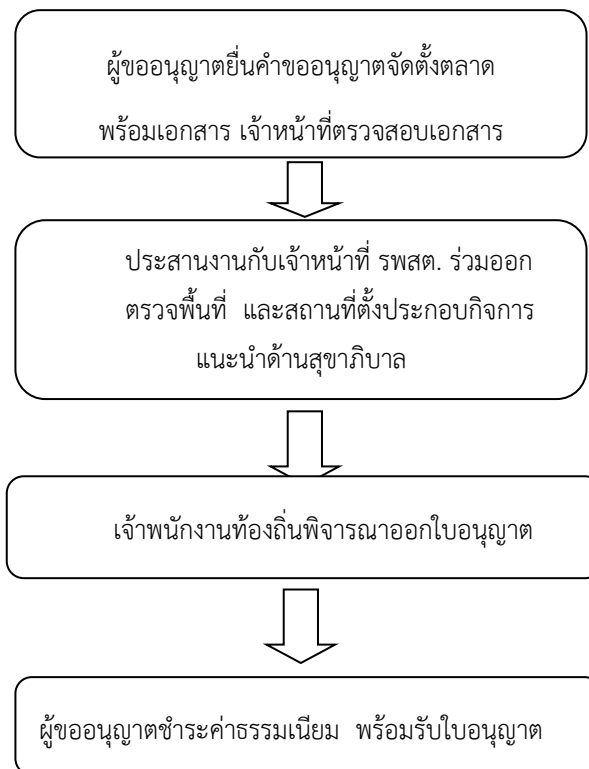 ผู้ขออนุญาตยื่นคำขออนุญาตจัดตั้งตลาด
พร้อมเอกสาร เจ้าหน้าที่ตรวจสอบเอกสาร
ประสานงานกับเจ้าหน้าที่ รพสต. ร่วมออก
ตรวจพื้นที่ และสถานที่ตั้งประกอบกิจการ
แนะนำด้านสุขาภิบาล
เจ้าพนักงานท้องถิ่นพิจารณาออกใบอนุญาต
ผู้ขออนุญาตชำระค่าธรรมเนียม พร้อมรับใบอนุญาต